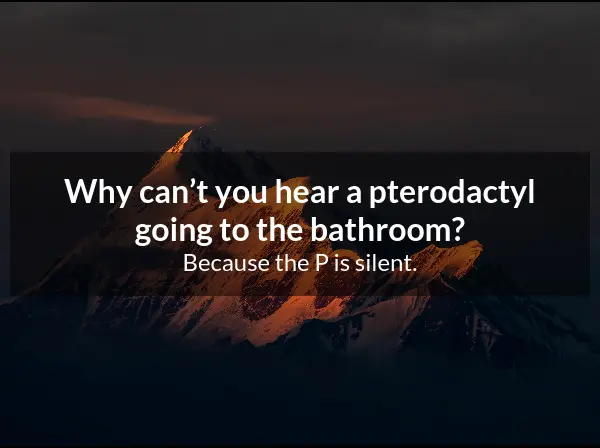 Why can’t you hear a pterodactyl
going to the bathroom?
Because the P is silent.